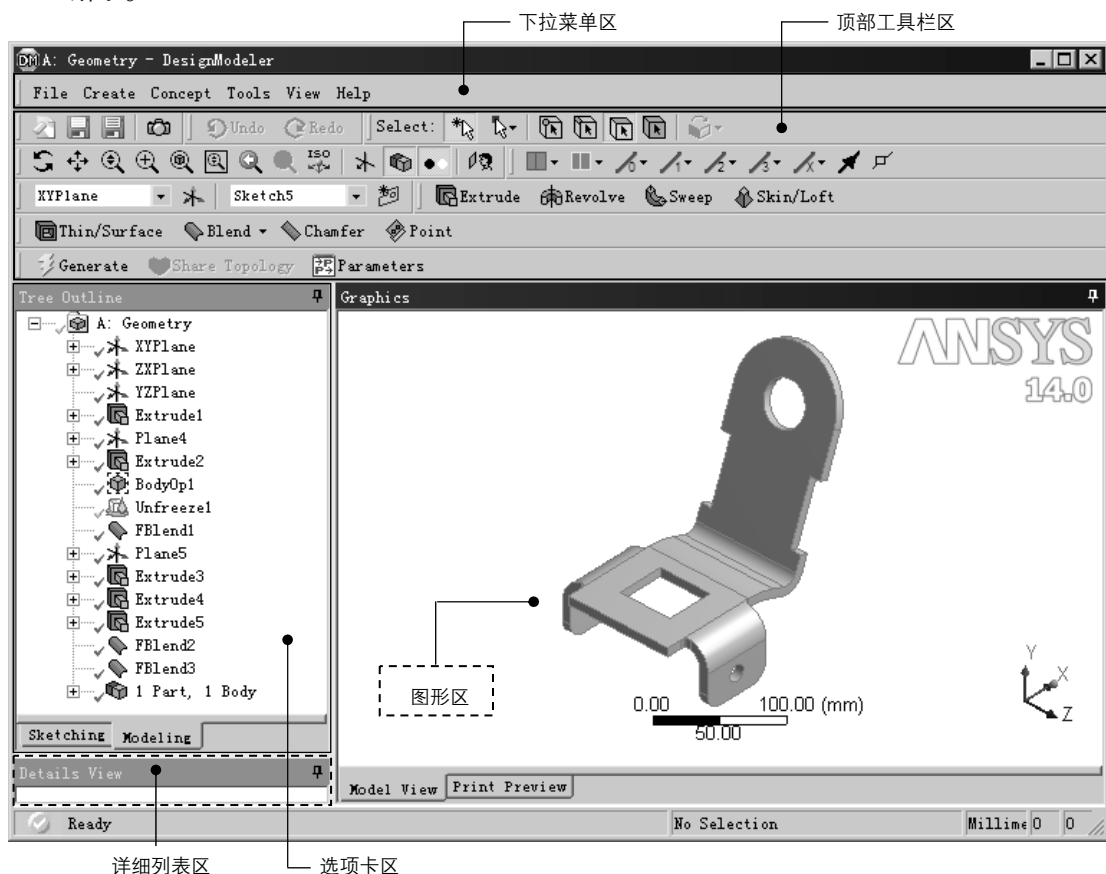 下拉菜单区
顶部工具栏区
DM A: Geometry - DesignModeler
File Create Concept Tools View Help
Undo Redo Select:
ISO
XYPlane Sketch5 Extrude Revolve Sweep Skin/Loft
Thin/Surface Blend Chamfer Point
Generate Share Topology Parameters
Tree Outline
A: Geometry
XYPlane
ZXPlane
YZPlane
Extrude1
Plane4
Extrude2
BodyOp1
Unfreeze1
FBlend1
Plane5
Extrude3
Extrude4
Extrude5
FBlend2
FBlend3
1 Part, 1 Body
Sketching Modeling
Details View
Graphics
ANSYS
14.0
图形区
0.00 100.00 (mm)
50.00
Y
X
Z
Model View Print Preview
Ready No Selection Millime 0 0
详细列表区
选项卡区